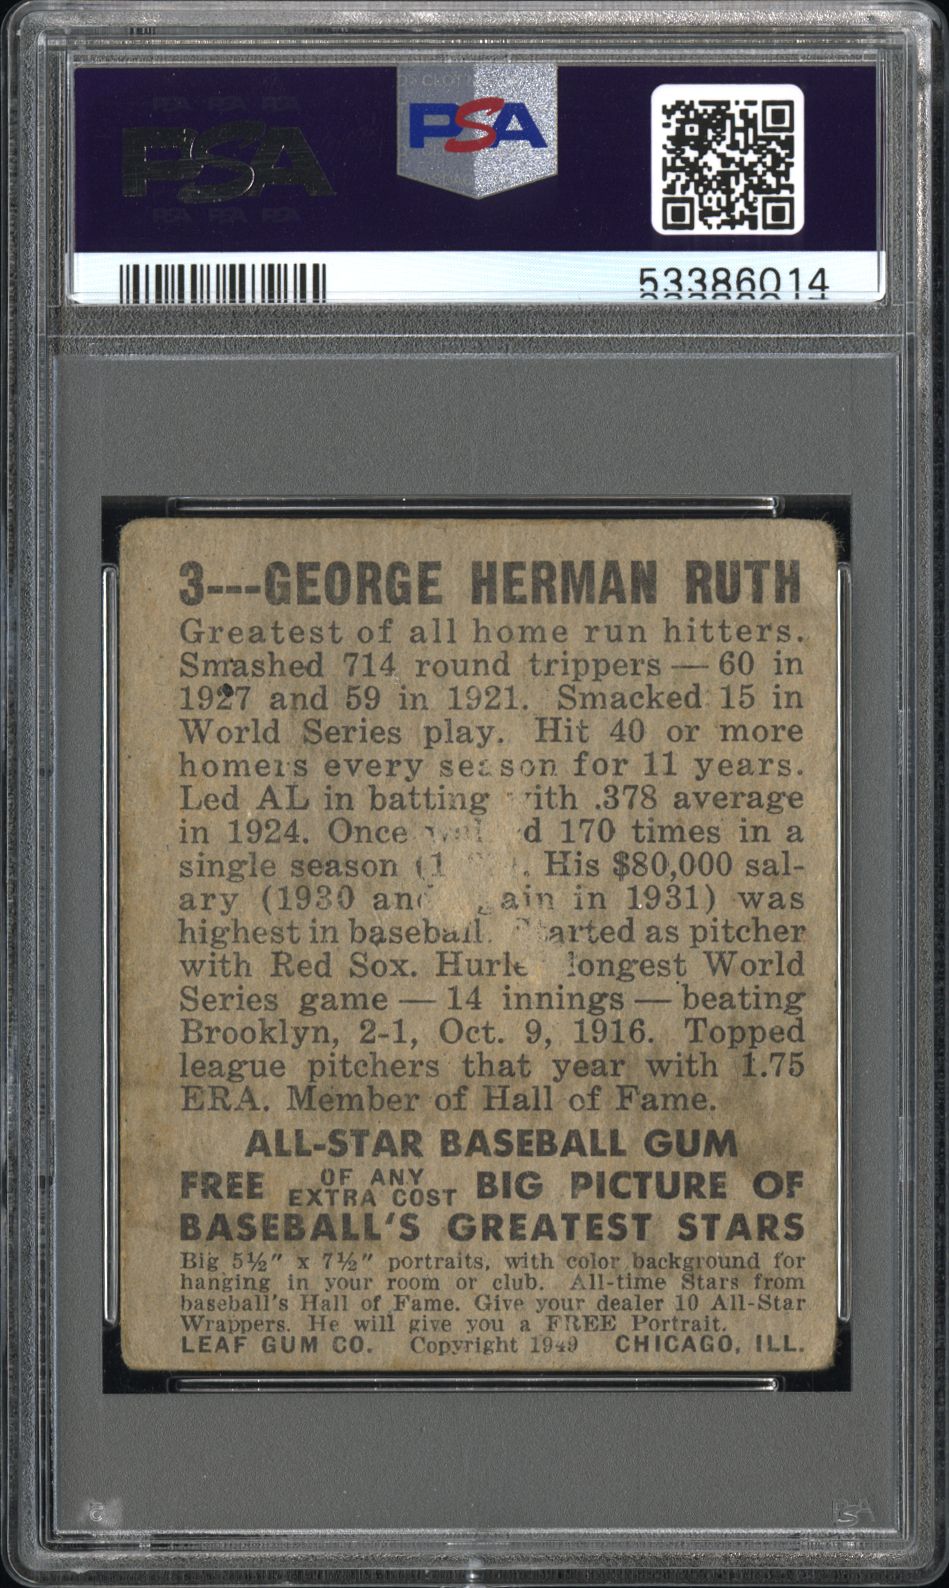 PSA
PSA
53386014
3---GEORGE HERMAN RUTH
Greatest of all home run hitters.
Smashed 714 round trippers — 60 in
1927 and 59 in 1921. Smacked 15 in
World Series play. Hit 40 or more
homers every season for 11 years.
Led AL in batting with .378 average
in 1924. Once 170 times in a
single season His $80,000 sal-
ary (1930 and again in 1931) was
highest in baseball. Started as pitcher
with Red Sox. longest World
Series game — 14 innings — beating
Brooklyn, 2-1, Oct. 9, 1916. Topped
league pitchers that year with 1.75
ERA. Member of Hall of Fame.
ALL-STAR BASEBALL GUM
FREE OF ANY EXTRA COST BIG PICTURE OF
BASEBALL'S GREATEST STARS
Big 5½" x 7½" portraits, with color background for
hanging in your room or club. All-time Stars from
baseball's Hall of Fame. Give your dealer 10 All-Star
Wrappers. He will give you a FREE Portrait.
LEAF GUM CO. Copyright 1949 CHICAGO, ILL.
PSA